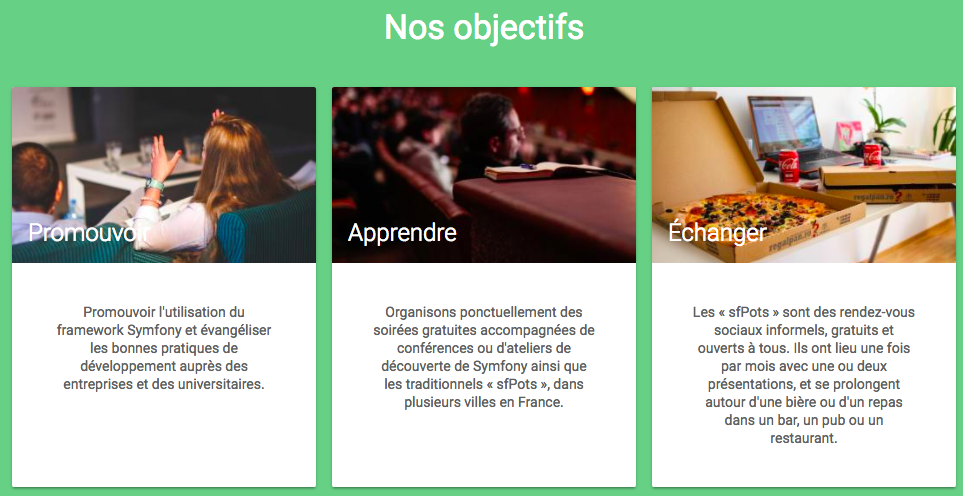 Nos objectifs
Promouvoir
Promouvoir l'utilisation du
framework Symfony et évangéliser
les bonnes pratiques de
développement auprès des
entreprises et des universitaires.
Apprendre
Organisons ponctuellement des
soirées gratuites accompagnées de
conférences ou d'ateliers de
découverte de Symfony ainsi que
les traditionnels « sfPots », dans
plusieurs villes en France.
Échanger
Les « sfPots » sont des rendez-vous
sociaux informels, gratuits et
ouverts à tous. Ils ont lieu une fois
par mois avec une ou deux
présentations, et se prolongent
autour d'une bière ou d'un repas
dans un bar, un pub ou un
restaurant.